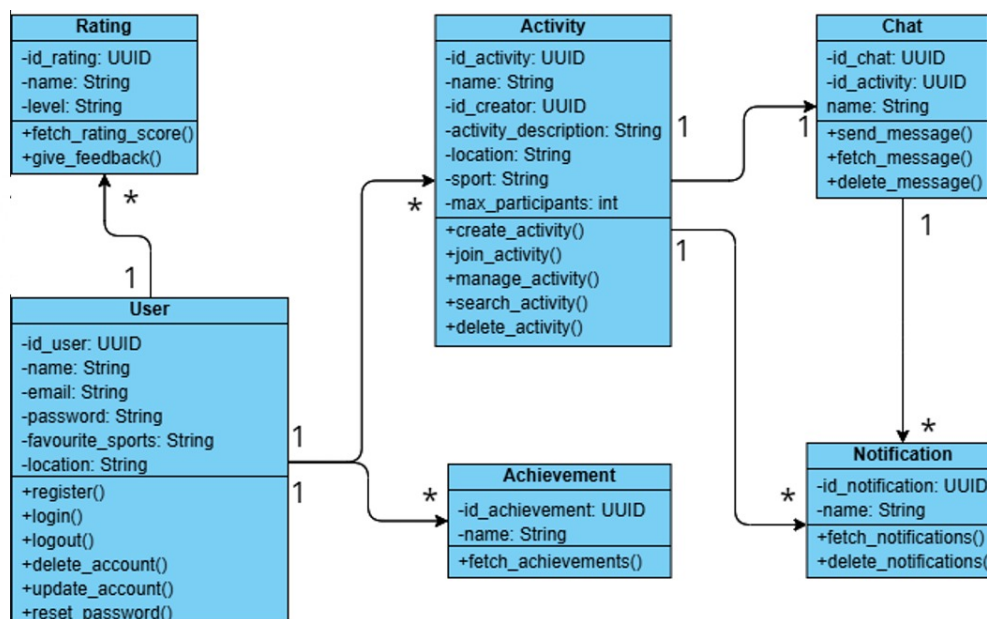 Rating
-id_rating: UUID
-name: String
-level: String
+fetch_rating_score()
+give_feedback()
*
1
User
-id_user: UUID
-name: String
-email: String
-password: String
-favourite_sports: String
-location: String
+register()
+login()
+logout()
+delete_account()
+update_account()
+reset_password()
1
1
*
*
Activity
-id_activity: UUID
-name: String
-id_creator: UUID
-activity_description: String
-location: String
-sport: String
-max_participants: int
+create_activity()
+join_activity()
+manage_activity()
+search_activity()
+delete_activity()
1
1
1
*
Achievement
-id_achievement: UUID
-name: String
+fetch_achievements()
Chat
-id_chat: UUID
-id_activity: UUID
name: String
+send_message()
+fetch_message()
+delete_message()
1
*
Notification
-id_notification: UUID
-name: String
+fetch_notifications()
+delete_notifications(